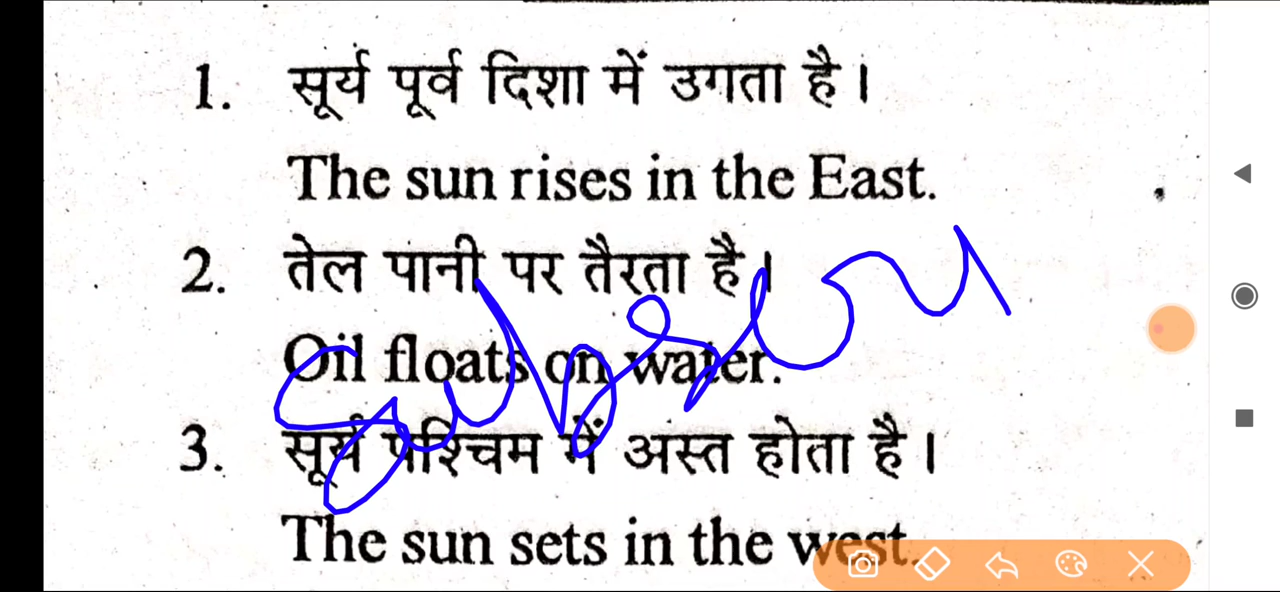 1. सूर्य पूर्व दिशा में उगता है।
The sun rises in the East.
2. तेल पानी पर तैरता है।
Oil floats on water.
3. सूर्य पश्चिम में अस्त होता है।
The sun sets in the west.